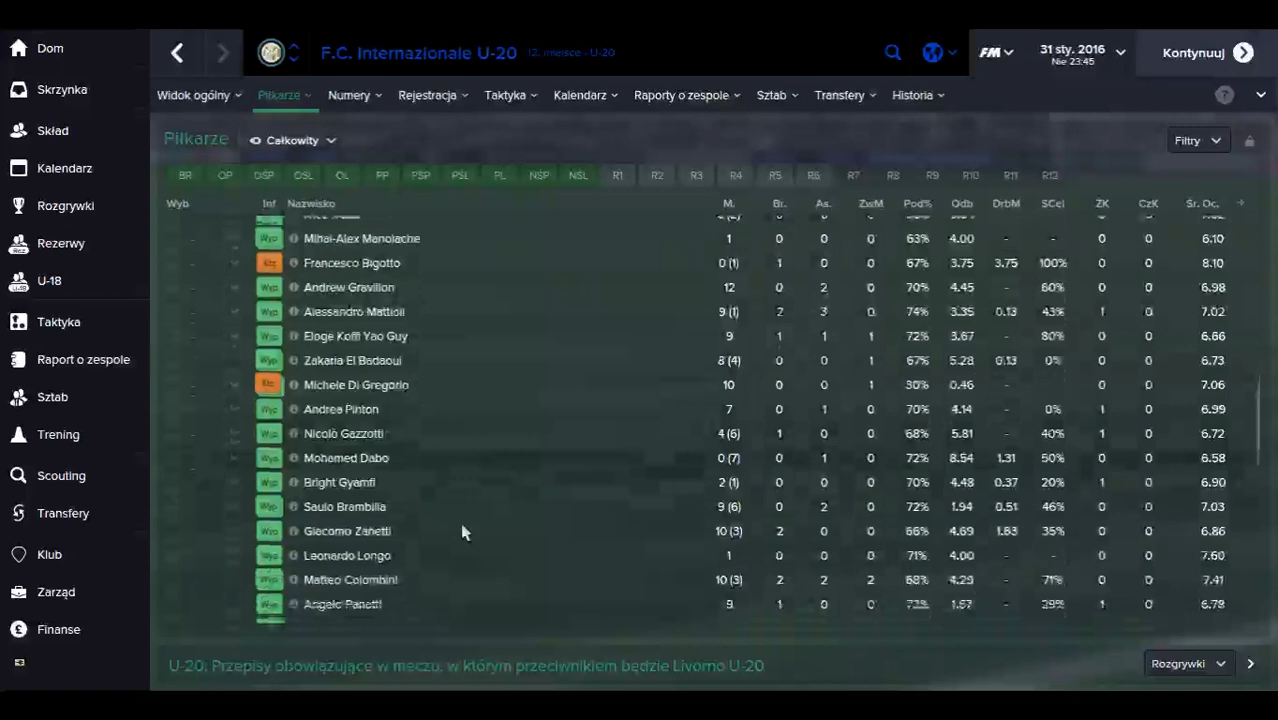 Dom
F.C. Internazionale U-20 12. miejsce - U-20
FM
31 sty. 2016
Nie 23:45
Kontynuuj
Skrzynka
Skład
Kalendarz
Rozgrywki
Rezerwy
U-18
Taktyka
Raport o zespole
Sztab
Trening
Scouting
Transfery
Klub
Zarząd
Finanse
Widok ogólny Piłkarze Numery Rejestracja Taktyka Kalendarz Raporty o zespole Sztab Transfery Historia ?
Piłkarze Całkowity Filtry
BR OP OŚP OŚL OL PP PŚP PŚL PL NŚP NŚL R1 R2 R3 R4 R5 R6 R7 R8 R9 R10 R11 R12
Wyb Inf Nazwisko M. Br. As. ZwM Pod% Odb DrbM SCel ŻK CzK Śr. Oc.
Wyp Mihai-Alex Manolache 1 0 0 0 63% 4.00 - - 0 0 6.10
Francesco Bigotto 0 (1) 1 0 0 67% 3.75 3.75 100% 0 0 8.10
Wyp Andrew Gravillon 12 0 2 0 70% 4.45 - 60% 0 0 6.98
Wyp Alessandro Mattioli 9 (1) 2 3 0 74% 3.35 0.13 43% 1 0 7.02
Wyp Eloge Koffi Yao Guy 9 1 1 1 72% 3.67 - 80% 0 0 6.66
Wyp Zakaria El Badaoui 8 (4) 0 0 1 67% 5.28 0.13 0% 0 0 6.73
Michele Di Gregorio 10 0 0 1 30% 0.46 - - 0 0 7.06
Wyp Andrea Pinton 7 0 1 0 70% 4.14 - 0% 1 0 6.99
Wyp Nicolò Gazzotti 4 (6) 1 0 0 68% 5.81 - 40% 1 0 6.72
Wyp Mohamed Dabo 0 (7) 0 1 0 72% 8.54 1.31 50% 0 0 6.58
Wyp Bright Gyamfi 2 (1) 0 0 0 70% 4.48 0.37 20% 1 0 6.90
Wyp Saulo Brambilla 9 (6) 0 2 0 72% 1.94 0.51 46% 0 0 7.03
Wyp Giacomo Zanetti 10 (3) 2 0 0 66% 4.69 1.63 35% 0 0 6.86
Wyp Leonardo Longo 1 0 0 0 71% 4.00 - - 0 0 7.60
Wyp Matteo Colombini 10 (3) 2 2 2 68% 4.29 - 71% 0 0 7.41
Wyp Angelo Panatti 9 1 0 0 1 0 6.78
U-20: Przepisy obowiązujące w meczu, w którym przeciwnikiem będzie Livorno U-20
Rozgrywki